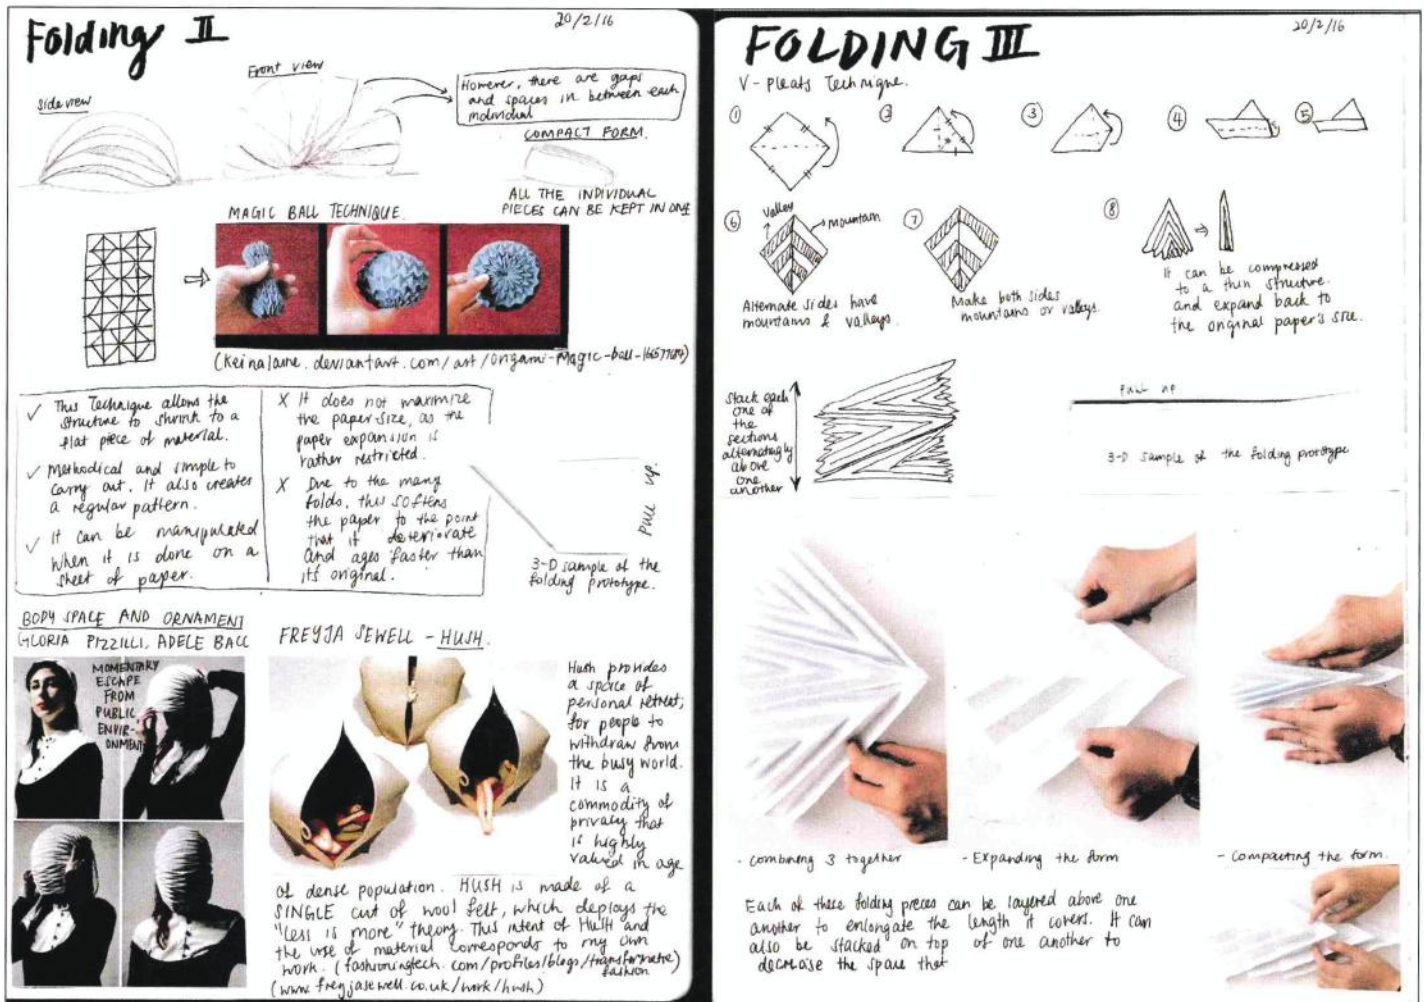 Folding II
20/2/16
Front view
Side view
However, there are gaps
and spaces in between each
individual
COMPACT FORM.
ALL THE INDIVIDUAL
PIECES CAN BE KEPT IN ONE
MAGIC BALL TECHNIQUE.
(Keinalaine.deviantart.com/art/origami-Magic-ball-
✓ This Technique allows the
structure to shrink to a
flat piece of material.
✓ Methodical and simple to
carry out. It also creates
a regular pattern.
✓ It can be manipulated
when it is done on a
sheet of paper.
X It does not maximize
the paper size, as the
paper expansion is
rather restricted.
X Due to the many
folds, this softens
the paper to the point
that it deteriorate
and ages faster than
its original.
Pull up.
3-D sample of the
folding prototype.
BODY SPACE AND ORNAMENT
GLORIA PIZZILLI, ADELE BALL
MOMENTARY
ESCAPE
FROM
PUBLIC
ENVIR-
ONMENT
FREYJA SEWELL - HUSH.
Hush provides
a space of
personal retreat;
for people to
withdraw from
the busy world.
It is a
commodity of
privacy that
is highly
valued in age
of dense population. HUSH is made of a
SINGLE cut of wool felt, which deploys the
"less is more" theory. This intent of HUSH and
the use of material corresponds to my own
work. (fashioningtech.com/profiles/blogs/transformative
fashion)
(www.freyjasewell.co.uk/work/hush)
FOLDING III
20/2/16
V-pleats Technique.
1
2
3
4
5
6
Valley
mountain
7
8
Alternate sides have
mountains & valleys.
Make both sides
mountains or valleys.
It can be compressed
to a thin structure.
and expand back to
the original paper's size.
Stack each
one of
the
sections
alternatingly
above
one
another
Pull up
3-D sample of the folding prototype
- Combining 3 together
- Expanding the form
- Compacting the form.
Each of these folding pieces can be layered above one
another to enlongate the length it covers. It can
also be stacked on top of one another to
decrease the space that